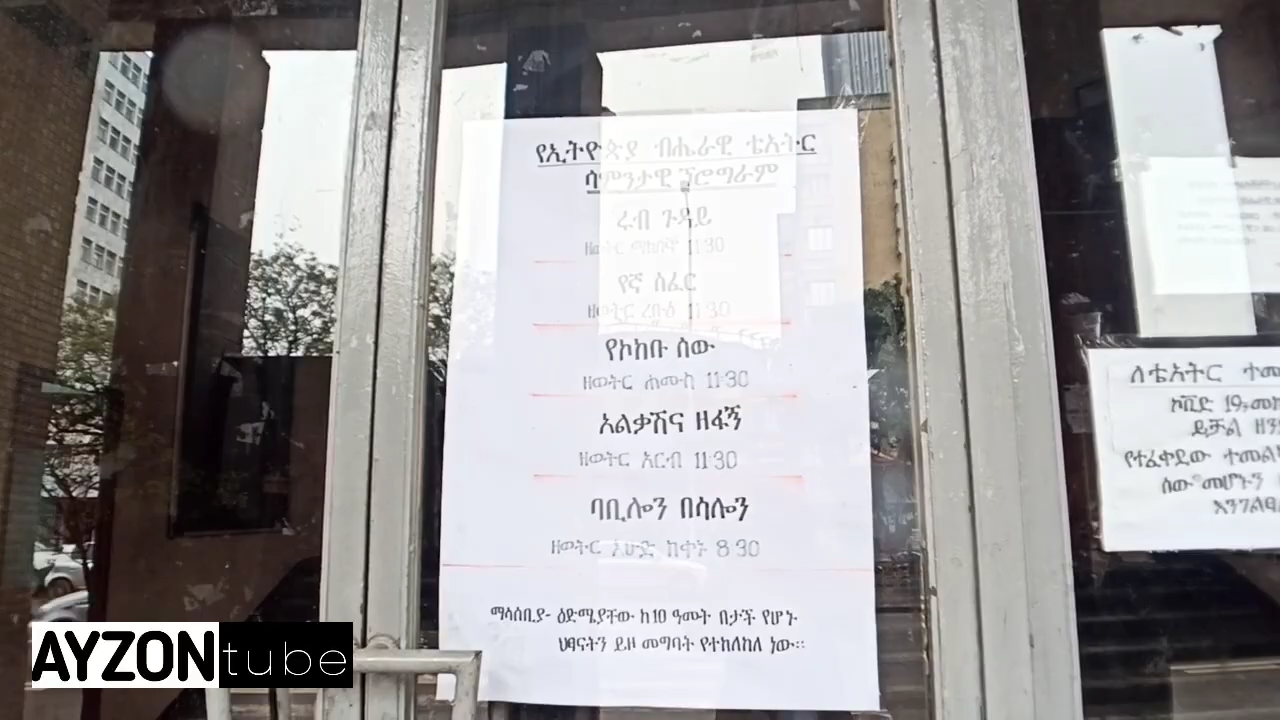 የኢትዮጵያ ብሔራዊ ቴአትር
ሳምንታዊ ፕሮግራም
ሩብ ጉዳይ
ዘወትር ማክሰኞ 11:30
የኛ ሰፈር
ዘወትር ረቡዕ 11:30
የኮከቡ ሰው
ዘወትር ሐሙስ 11:30
አልቃሽና ዘፋኝ
ዘወትር አርብ 11:30
ባቢሎን በሳሎን
ዘወትር እሁድ ከቀኑ 8:30
ማሳሰቢያ- ዕድሜያቸው ከ10 ዓመት በታች የሆኑ
ህፃናትን ይዞ መግባት የተከለከለ ነው።
ለቴአትር
ኮቪድ 19
ይቻል
የተፈቀደው
ሰው መሆኑን
AYZONtube